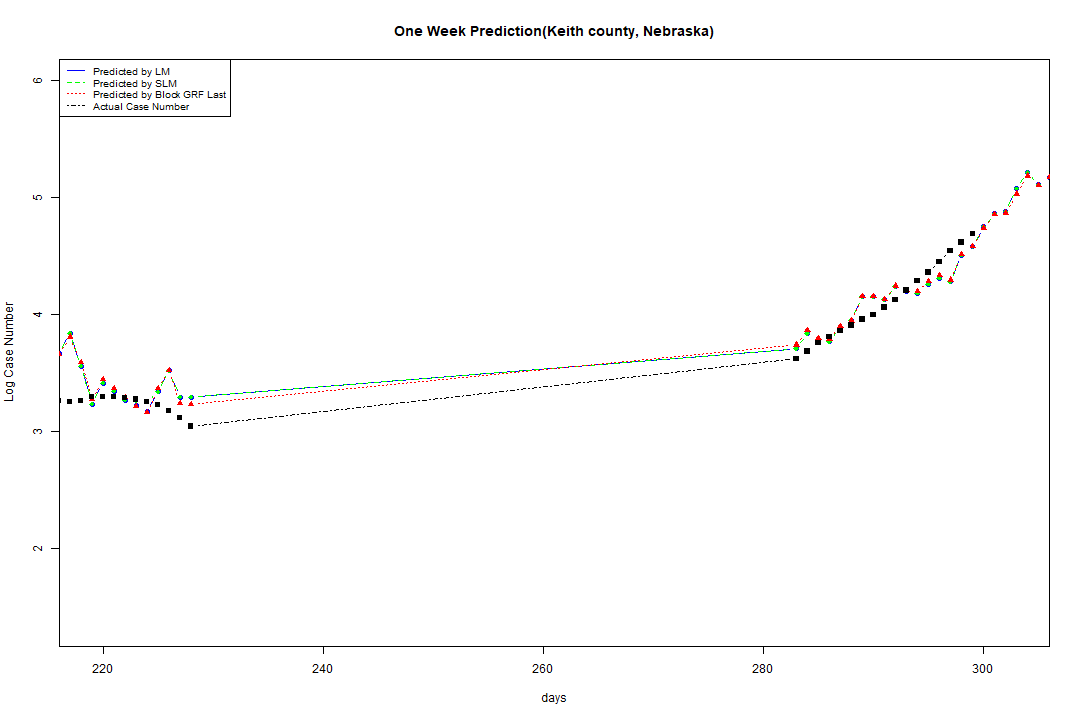 One Week Prediction(Keith county, Nebraska)
Predicted by LM
Predicted by SLM
Predicted by Block GRF Last
Actual Case Number
6
5
4
3
2
Log Case Number
220 240 260 280 300
days